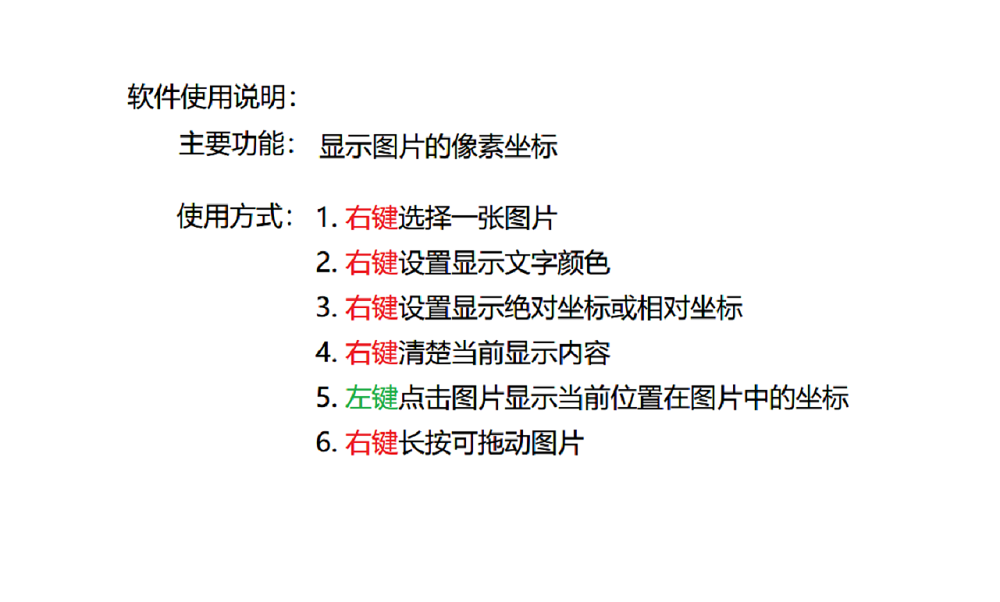 软件使用说明：
主要功能： 显示图片的像素坐标
使用方式： 1. 右键选择一张图片
2. 右键设置显示文字颜色
3. 右键设置显示绝对坐标或相对坐标
4. 右键清楚当前显示内容
5. 左键点击图片显示当前位置在图片中的坐标
6. 右键长按可拖动图片